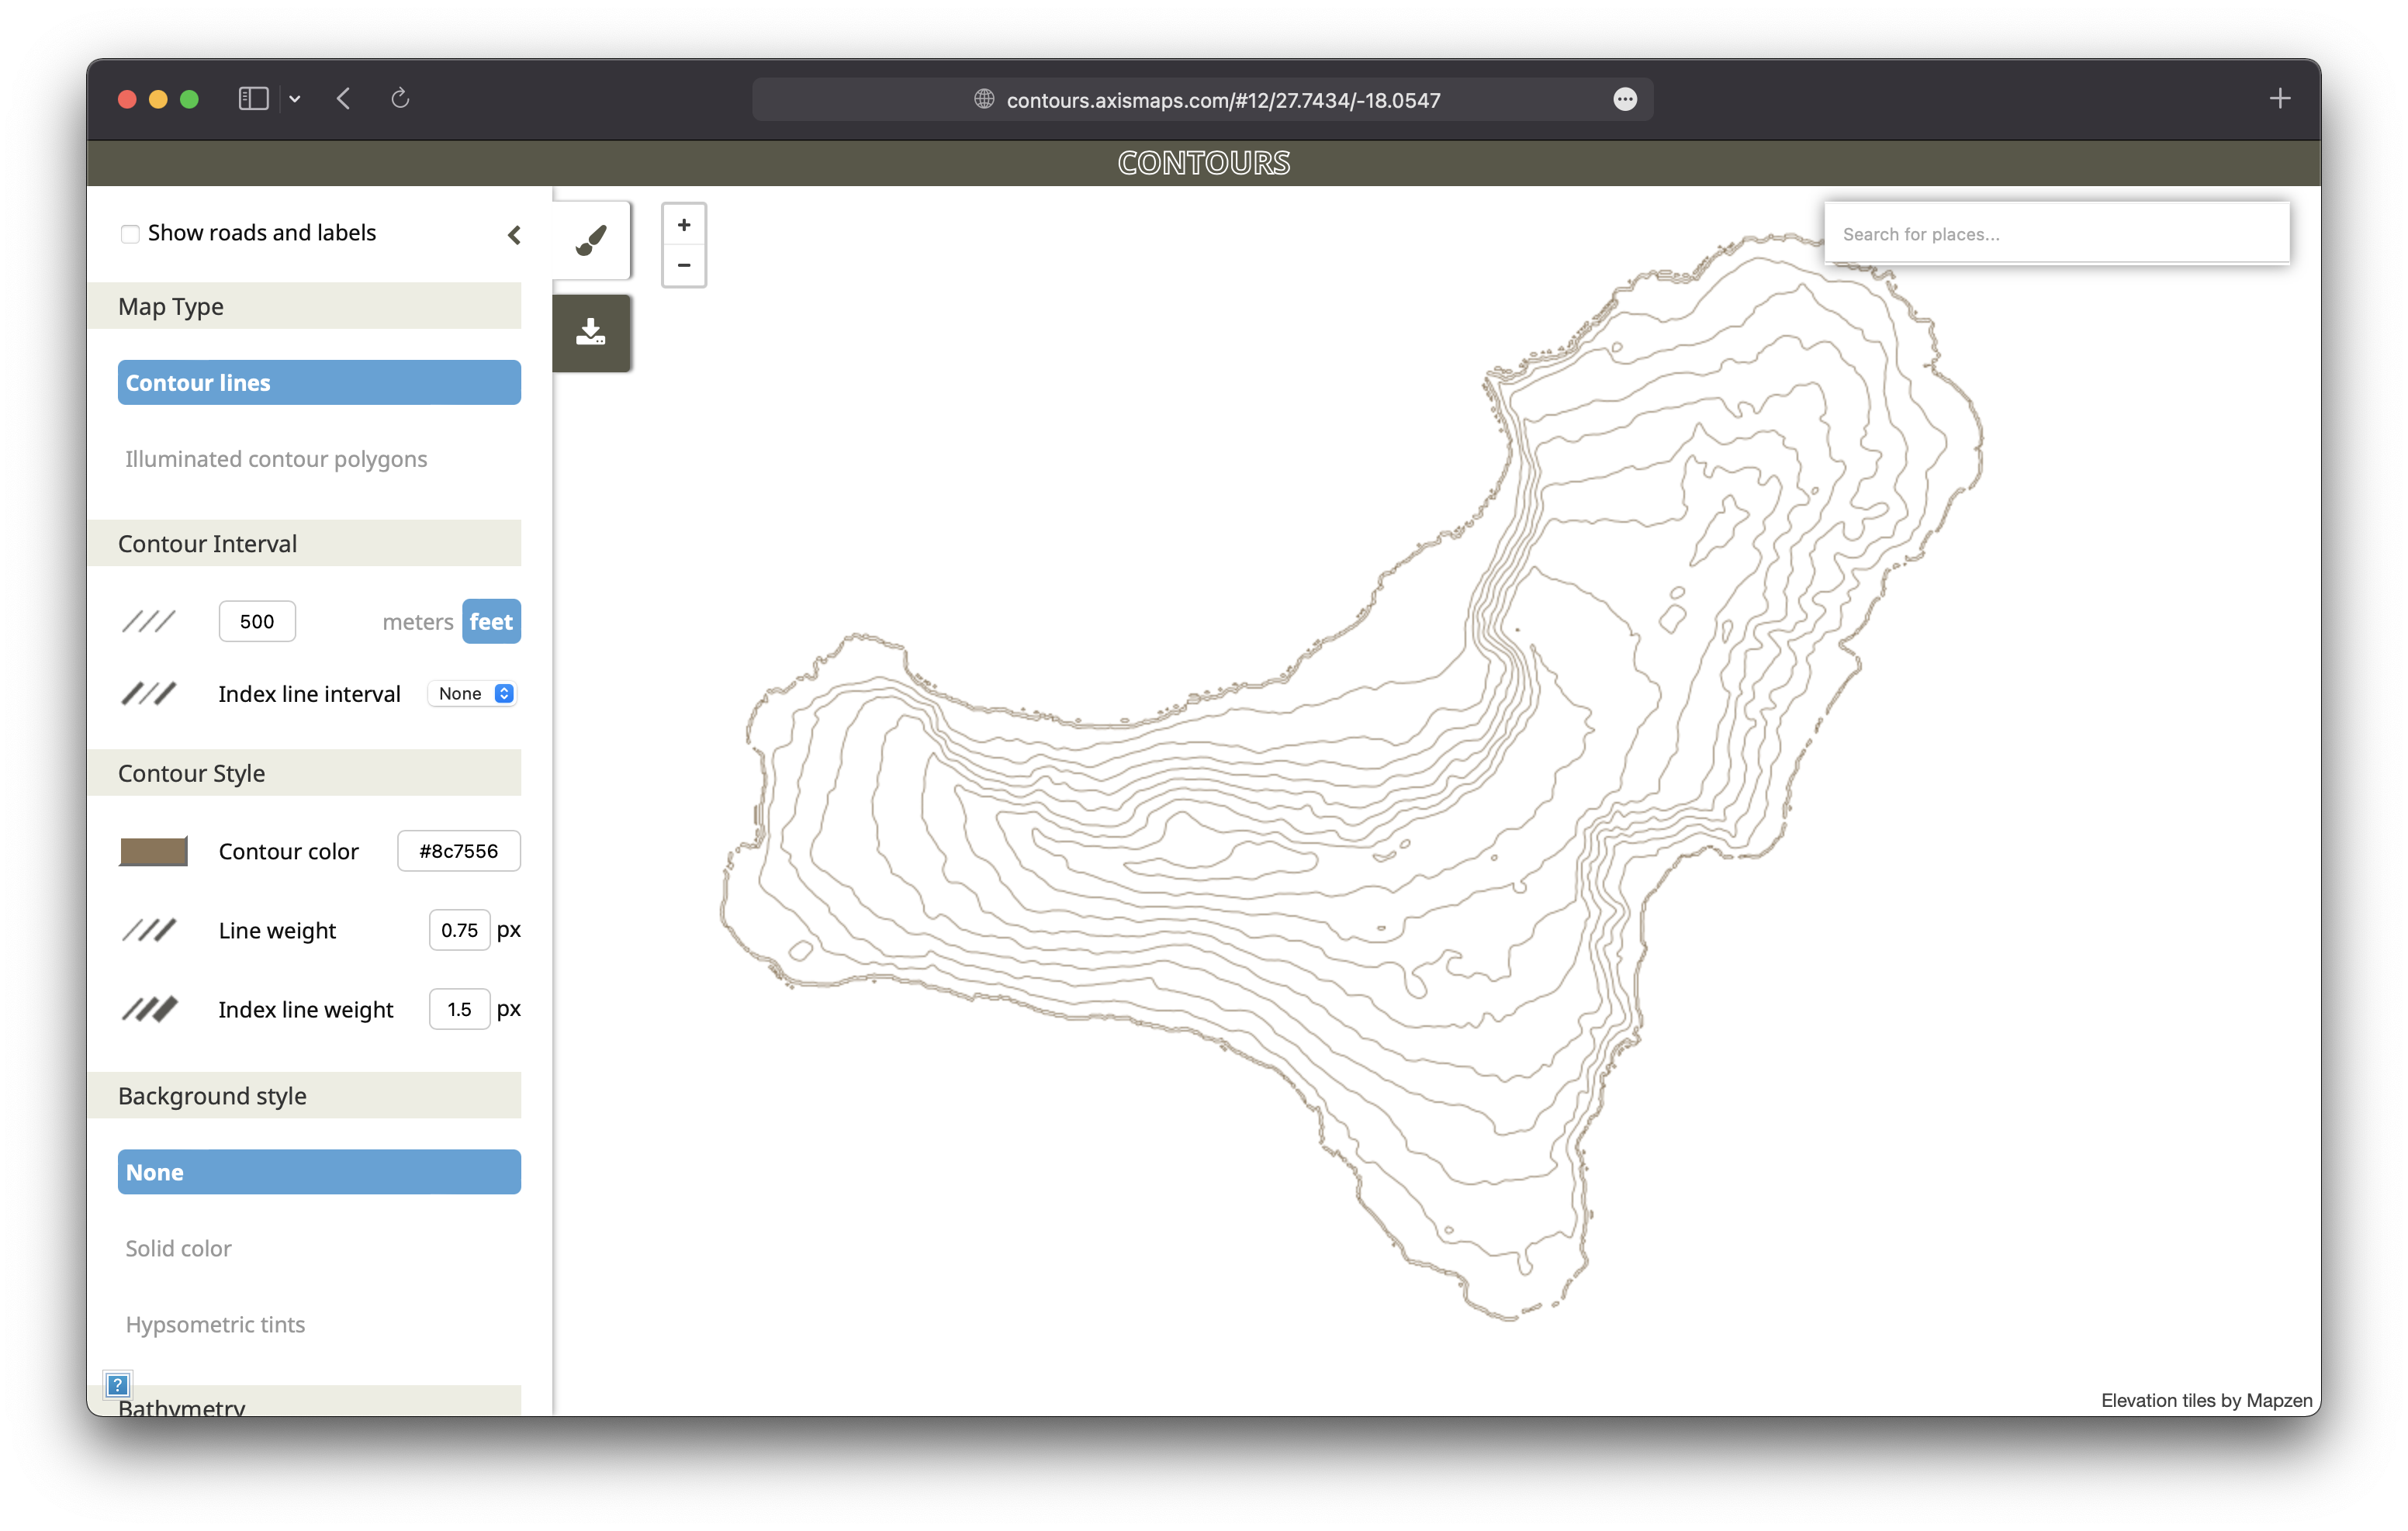 contours.axismaps.com/#12/27.7434/-18.0547
CONTOURS
Show roads and labels
Map Type
Contour lines
Illuminated contour polygons
Contour Interval
500 meters feet
Index line interval None
Contour Style
Contour color #8c7556
Line weight 0.75 px
Index line weight 1.5 px
Background style
None
Solid color
Hypsometric tints
?
Bathymetry
+
−
Search for places...
Elevation tiles by Mapzen